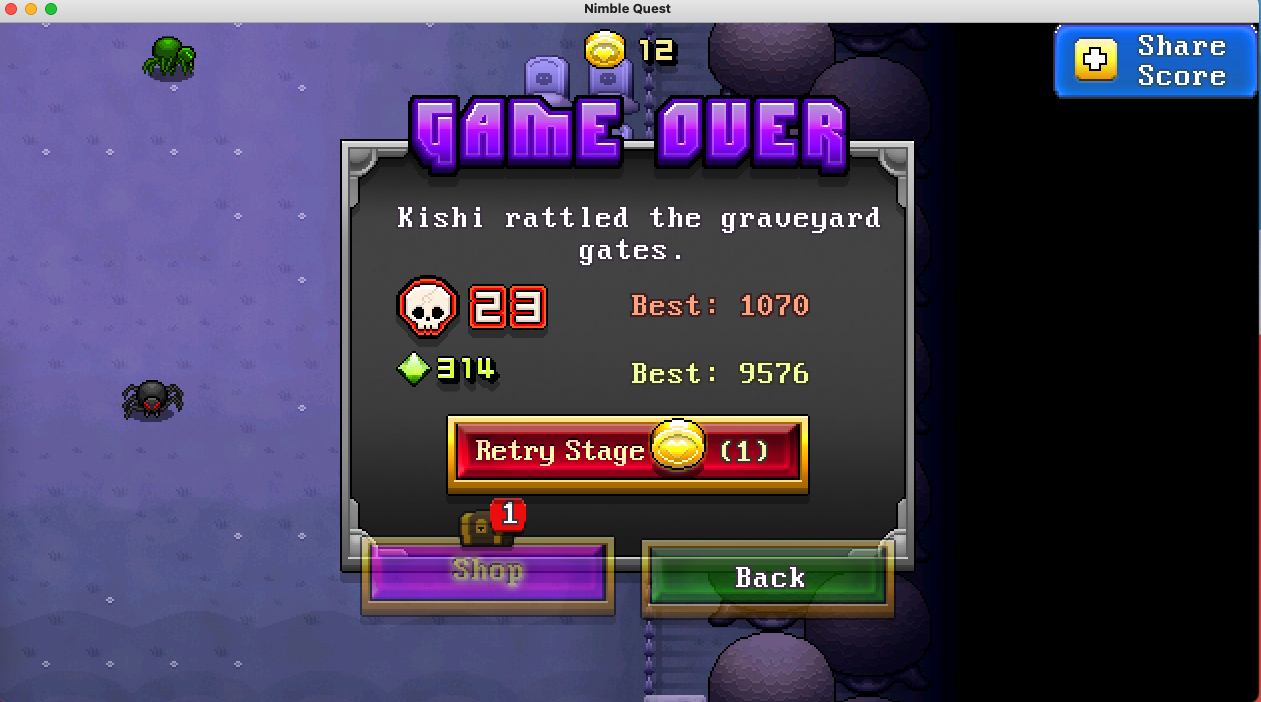 Nimble Quest
12
Share
Score
GAME OVER
Kishi rattled the graveyard
gates.
23
Best: 1070
314
Best: 9576
Retry Stage (1)
1
Shop
Back